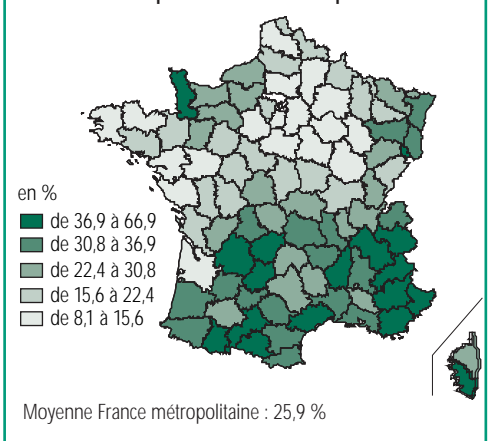 en %
de 36,9 à 66,9
de 30,8 à 36,9
de 22,4 à 30,8
de 15,6 à 22,4
de 8,1 à 15,6
Moyenne France métropolitaine : 25,9 %